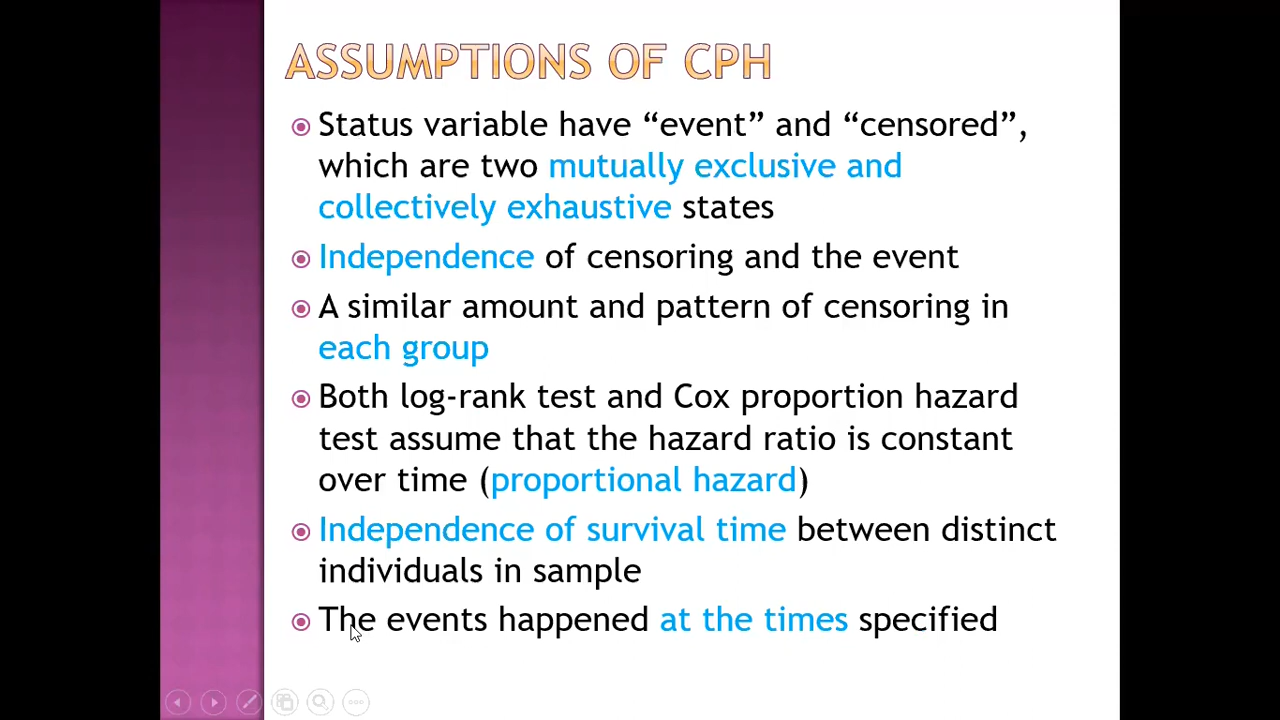 ASSUMPTIONS OF CPH
Status variable have “event” and “censored”,
which are two mutually exclusive and
collectively exhaustive states
Independence of censoring and the event
A similar amount and pattern of censoring in
each group
Both log-rank test and Cox proportion hazard
test assume that the hazard ratio is constant
over time (proportional hazard)
Independence of survival time between distinct
individuals in sample
The events happened at the times specified